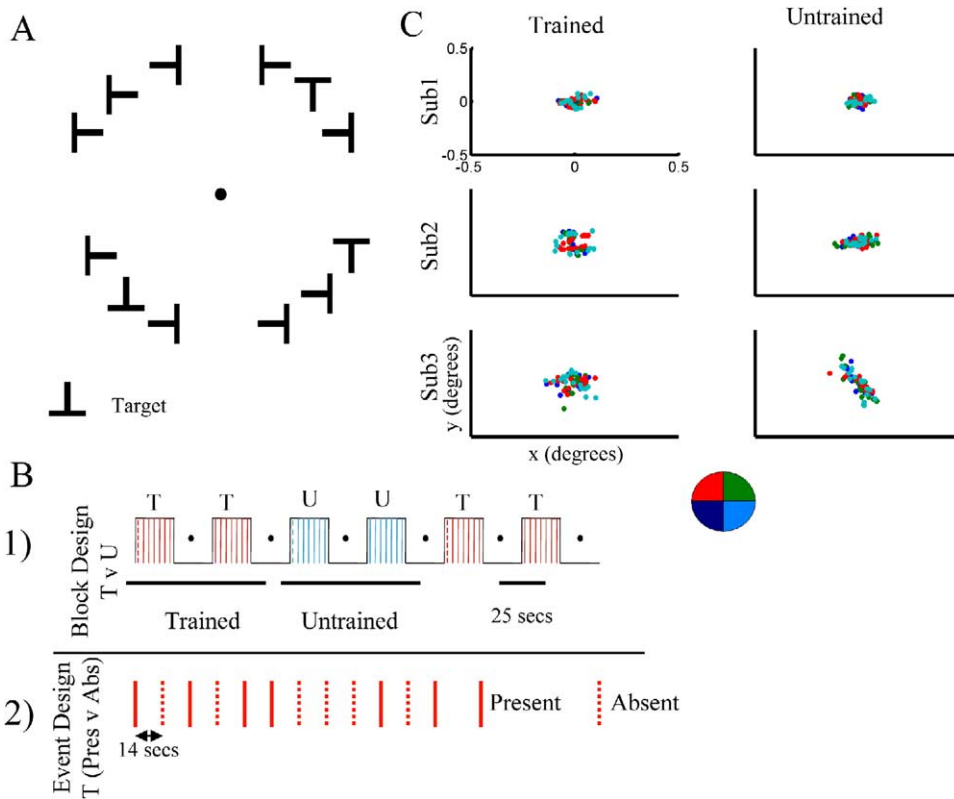 A
Target
C
Trained
Untrained
Sub1
0.5
0
-0.5
-0.5
0
0.5
Sub2
Sub3
y (degrees)
x (degrees)
B
1)
Block Design
T v U
T
T
U
U
T
T
Trained
Untrained
25 secs
2)
Event Design
T (Pres v Abs)
Present
Absent
14 secs